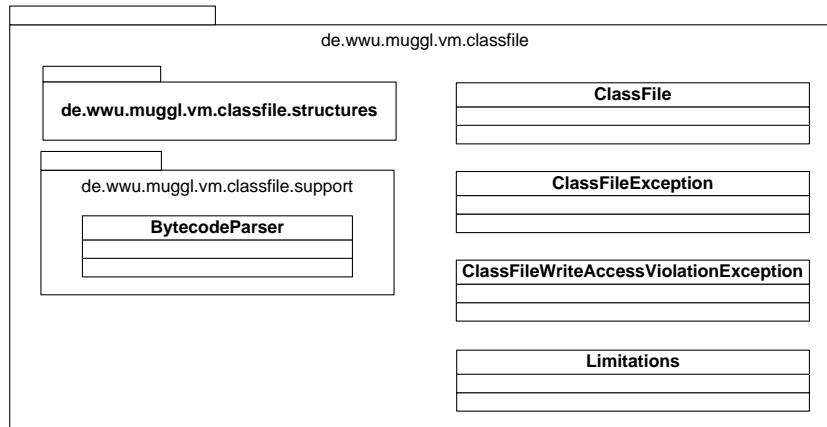 de.wwu.muggl.vm.classfile
de.wwu.muggl.vm.classfile.structures
de.wwu.muggl.vm.classfile.support
BytecodeParser
ClassFile
ClassFileException
ClassFileWriteAccessViolationException
Limitations